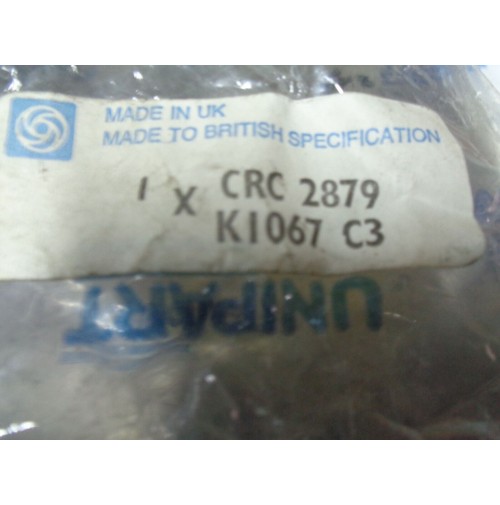 MADE IN UK
MADE TO BRITISH SPECIFICATION
1 X CRC 2879
K1067 C3
UNIPART